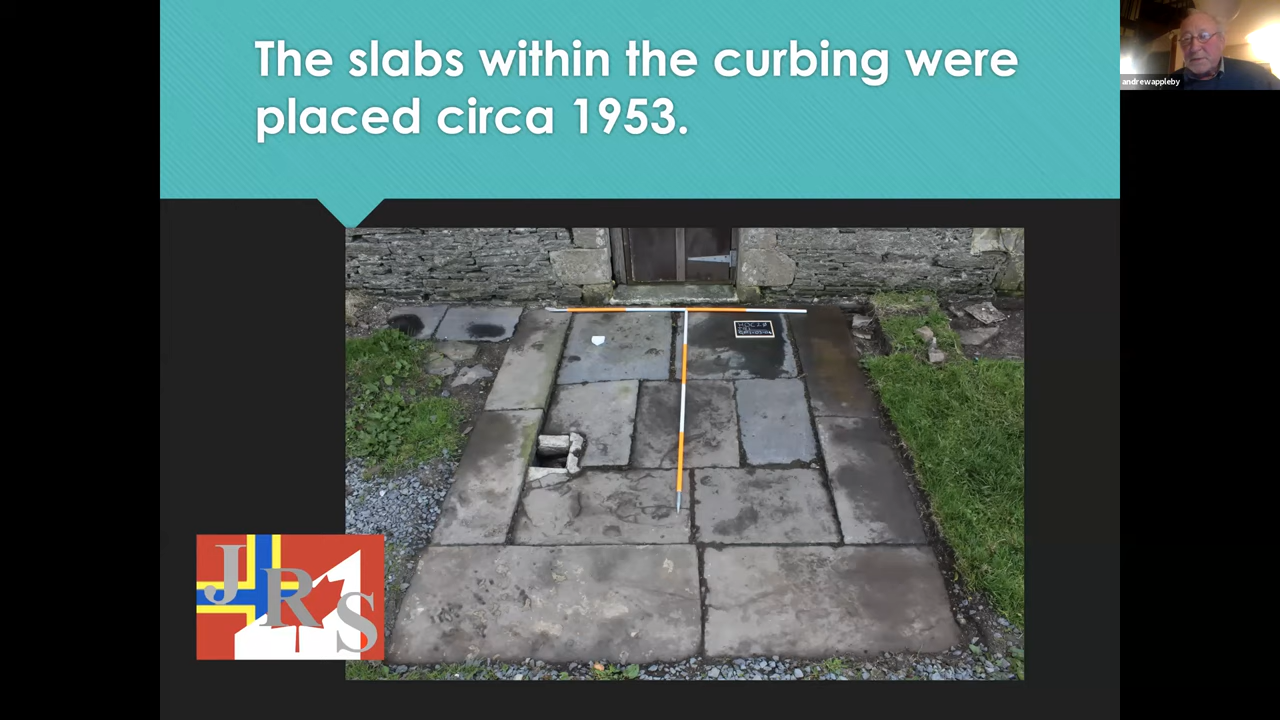 The slabs within the curbing were
placed circa 1953.
andrewappleby
JRS